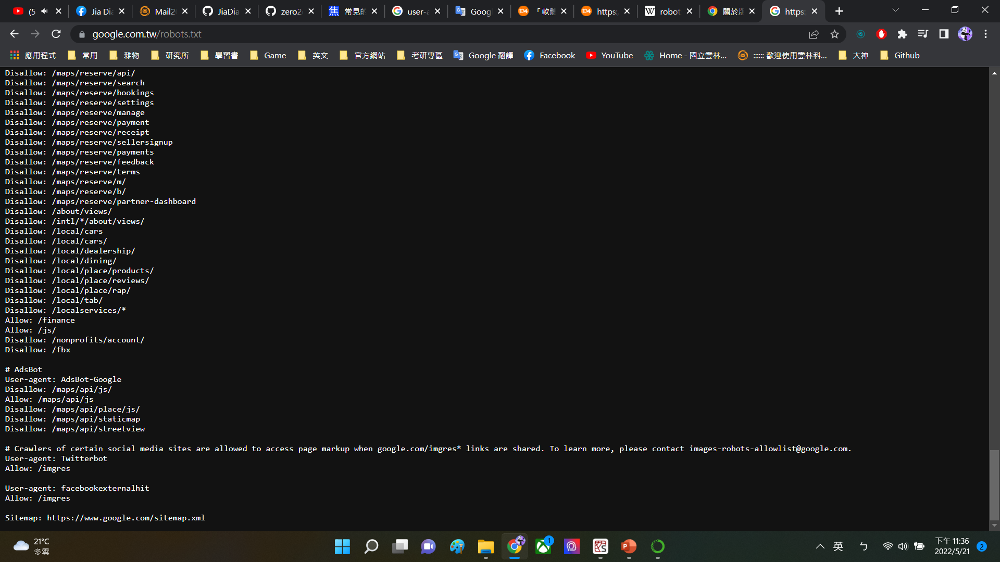 (5
Jia Dia
Mail20
JiaDia
zero2
焦
常見的
user-a
Googl
「軟體
https:
W
robot
關於版
https:
google.com.tw/robots.txt
應用程式
常用
雜物
研究所
學習書
Game
英文
官方網站
考研專區
Google 翻譯
Facebook
YouTube
Home - 國立雲林...
:::::: 歡迎使用雲林科...
大神
Github
Disallow: /maps/reserve/api/
Disallow: /maps/reserve/search
Disallow: /maps/reserve/bookings
Disallow: /maps/reserve/settings
Disallow: /maps/reserve/manage
Disallow: /maps/reserve/payment
Disallow: /maps/reserve/receipt
Disallow: /maps/reserve/sellersignup
Disallow: /maps/reserve/payments
Disallow: /maps/reserve/feedback
Disallow: /maps/reserve/terms
Disallow: /maps/reserve/m/
Disallow: /maps/reserve/b/
Disallow: /maps/reserve/partner-dashboard
Disallow: /about/views/
Disallow: /intl/*/about/views/
Disallow: /local/cars
Disallow: /local/cars/
Disallow: /local/dealership/
Disallow: /local/dining/
Disallow: /local/place/products/
Disallow: /local/place/reviews/
Disallow: /local/place/rap/
Disallow: /local/tab/
Disallow: /localservices/*
Allow: /finance
Allow: /js/
Disallow: /nonprofits/account/
Disallow: /fbx
# AdsBot
User-agent: AdsBot-Google
Disallow: /maps/api/js/
Allow: /maps/api/js
Disallow: /maps/api/place/js/
Disallow: /maps/api/staticmap
Disallow: /maps/api/streetview
# Crawlers of certain social media sites are allowed to access page markup when google.com/imgres* links are shared. To learn more, please contact images-robots-allowlist@google.com.
User-agent: Twitterbot
Allow: /imgres
User-agent: facebookexternalhit
Allow: /imgres
Sitemap: https://www.google.com/sitemap.xml
21°C
多雲
1
英
ㄅ
下午 11:36
2022/5/21
2